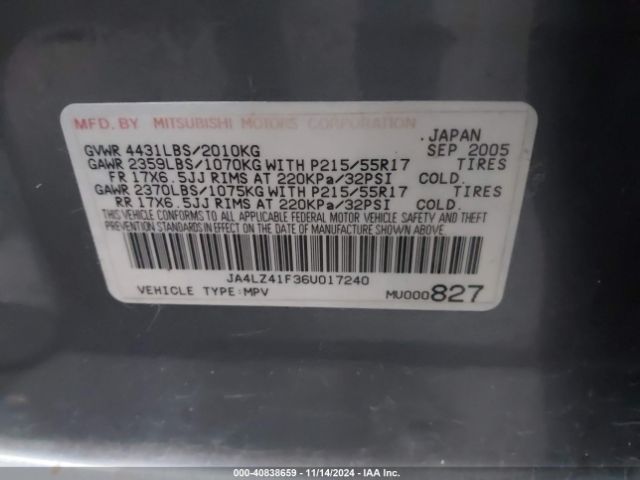 MFD. BY MITSUBISHI MOTORS CORPORATION
.JAPAN
GVWR 4431LBS/2010KG SEP 2005
GAWR 2359LBS/1070KG WITH P215/55R17 TIRES
FR 17X6.5JJ RIMS AT 220KPa/32PSI COLD.
GAWR 2370LBS/1075KG WITH P215/55R17 TIRES
RR 17X6.5JJ RIMS AT 220KPa/32PSI COLD.
THIS VEHICLE CONFORMS TO ALL APPLICABLE FEDERAL MOTOR VEHICLE SAFETY AND THEFT
PREVENTION STANDARDS IN EFFECT ON THE DATE OF MANUFACTURE SHOWN ABOVE.
JA4LZ41F36U017240
VEHICLE TYPE:MPV MU000827
000-40838659 - 11/14/2024 - IAA Inc.